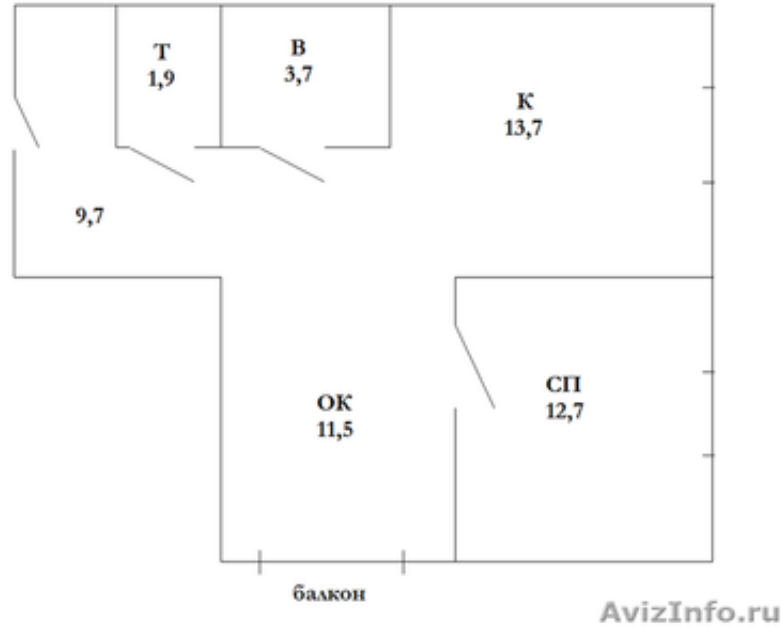 Т
1,9
В
3,7
К
13,7
9,7
ОК
11,5
СП
12,7
балкон
AvizInfo.ru